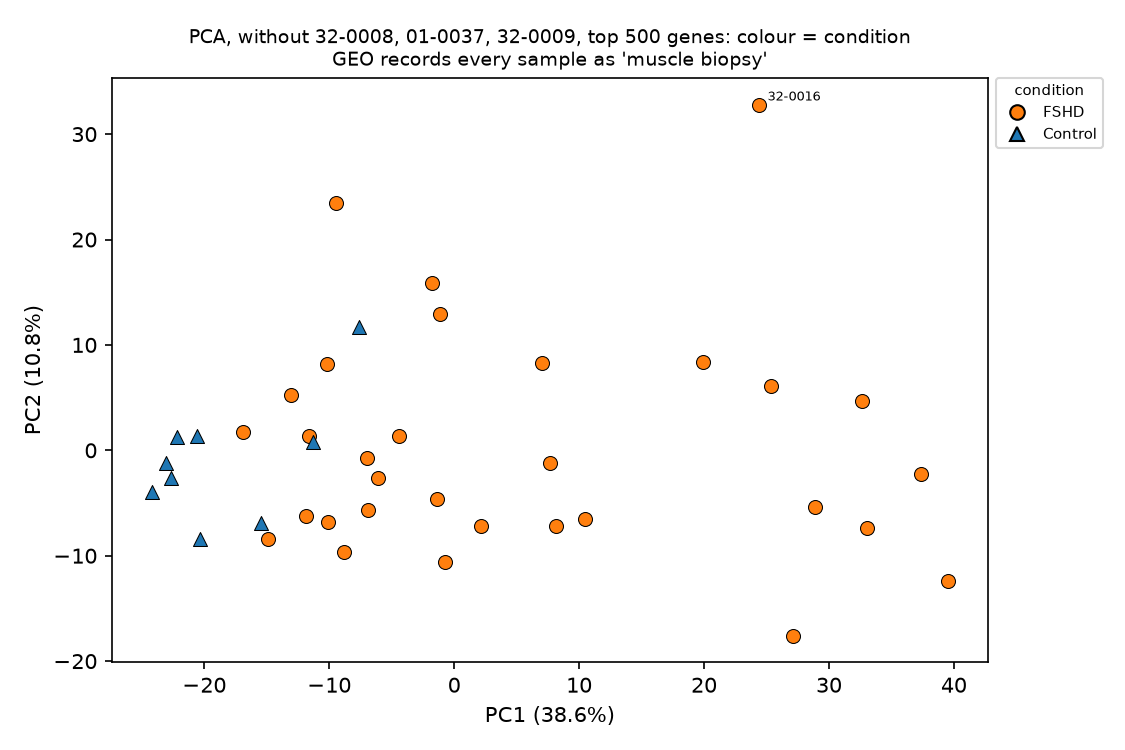 PCA, without 32-0008, 01-0037, 32-0009, top 500 genes: colour = condition
GEO records every sample as 'muscle biopsy'
condition
FSHD
Control
32-0016
30
20
10
0
−10
−20
PC2 (10.8%)
−20 −10 0 10 20 30 40
PC1 (38.6%)